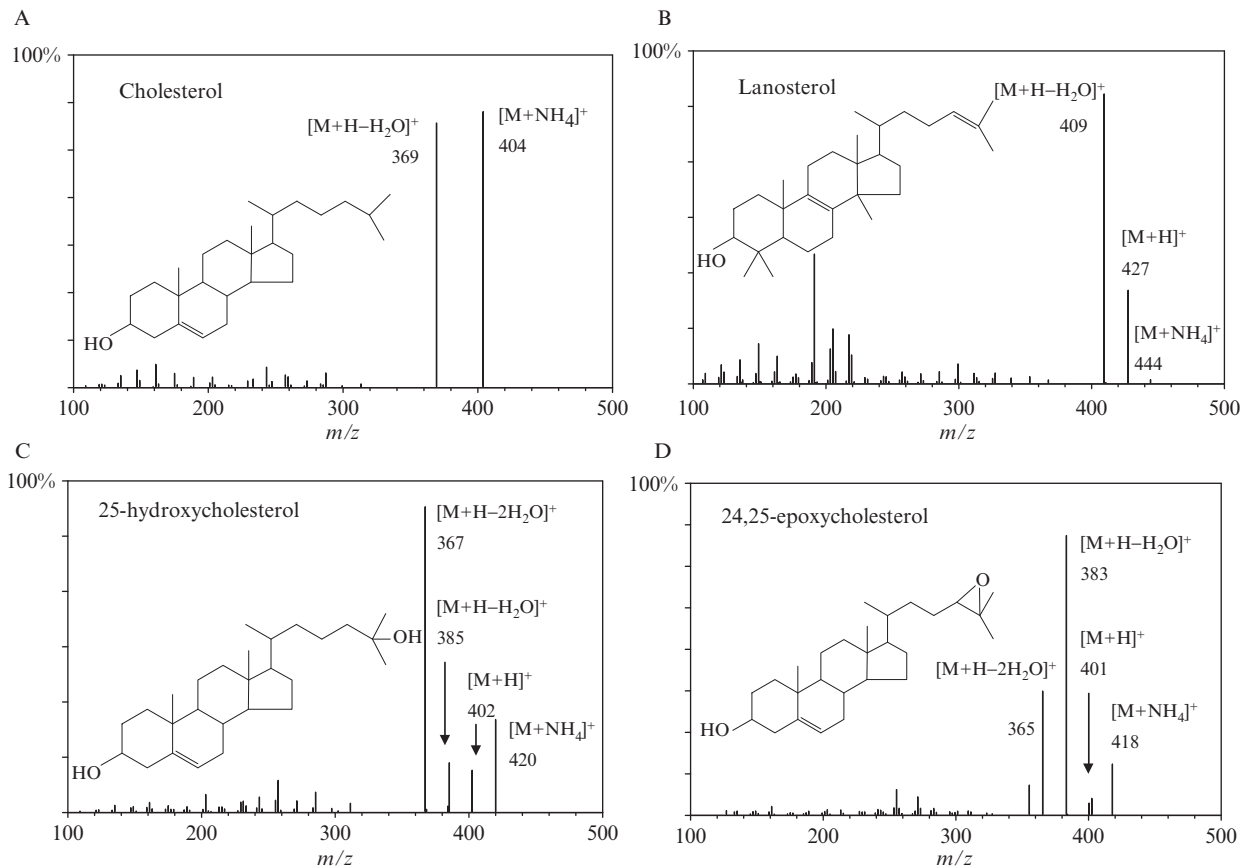 A
100%
Cholesterol
[M+H–H₂O]⁺
369
[M+NH₄]⁺
404
HO
100 200 300 400 500
m/z
B
100%
Lanosterol
[M+H–H₂O]⁺
409
[M+H]⁺
427
[M+NH₄]⁺
444
HO
100 200 300 400 500
m/z
C
100%
25-hydroxycholesterol
[M+H–2H₂O]⁺
367
[M+H–H₂O]⁺
385
[M+H]⁺
402
[M+NH₄]⁺
420
OH
HO
100 200 300 400 500
m/z
D
100%
24,25-epoxycholesterol
[M+H–H₂O]⁺
383
[M+H]⁺
401
[M+H–2H₂O]⁺
365
[M+NH₄]⁺
418
O
HO
100 200 300 400 500
m/z